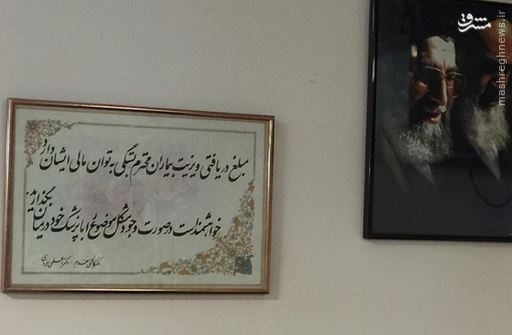 مشرق
mashreghnews.ir
مبلغ دریافتی ویزیت بیماران محترم بستگی به توان مالی ایشان دارد
خواهشمند است در صورت وجود مشکل موضوع را با پزشک خود در میان بگذارید.